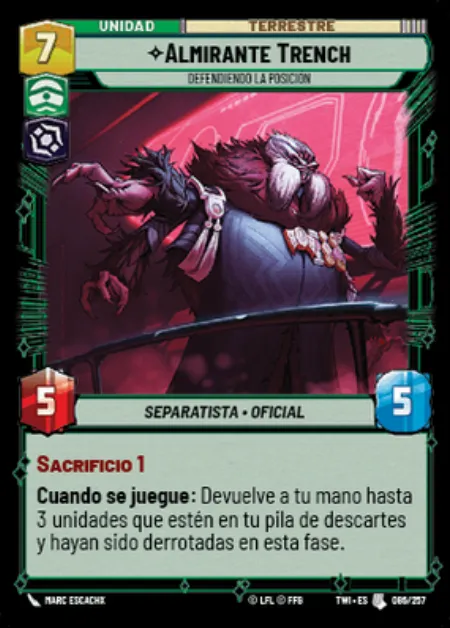 UNIDAD
TERRESTRE
7
ALMIRANTE TRENCH
DEFENDIENDO LA POSICIÓN
5
SEPARATISTA • OFICIAL
5
SACRIFICIO 1
Cuando se juegue: Devuelve a tu mano hasta
3 unidades que estén en tu pila de descartes
y hayan sido derrotadas en esta fase.
MARC ESCACHX
© LFL © FFG
TWI • ES
086/257